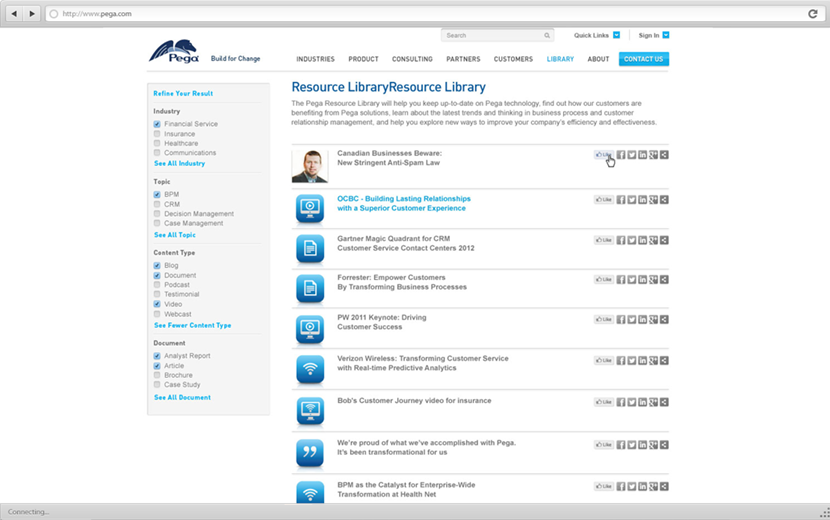 http://www.pega.com
Search
Quick Links
Sign In
Pega
Build for Change
INDUSTRIES
PRODUCT
CONSULTING
PARTNERS
CUSTOMERS
LIBRARY
ABOUT
CONTACT US
Refine Your Result
Industry
Financial Service
Insurance
Healthcare
Communications
See All Industry
Topic
BPM
CRM
Decision Management
Case Management
See All Topic
Content Type
Blog
Document
Podcast
Testimonial
Video
Webcast
See Fewer Content Type
Document
Analyst Report
Article
Brochure
Case Study
See All Document
Resource LibraryResource Library
The Pega Resource Library will help you keep up-to-date on Pega technology, find out how our customers are
benefiting from Pega solutions, learn about the latest trends and thinking in business process and customer
relationship management, and help you explore new ways to improve your company's efficiency and effectiveness.
Canadian Businesses Beware:
New Stringent Anti-Spam Law
Like
OCBC - Building Lasting Relationships
with a Superior Customer Experience
Like
Gartner Magic Quadrant for CRM
Customer Service Contact Centers 2012
Like
Forrester: Empower Customers
By Transforming Business Processes
Like
PW 2011 Keynote: Driving
Customer Success
Like
Verizon Wireless: Transforming Customer Service
with Real-time Predictive Analytics
Like
Bob's Customer Journey video for insurance
Like
We're proud of what we've accomplished with Pega.
It's been transformational for us
Like
BPM as the Catalyst for Enterprise-Wide
Transformation at Health Net
Like
Connecting...